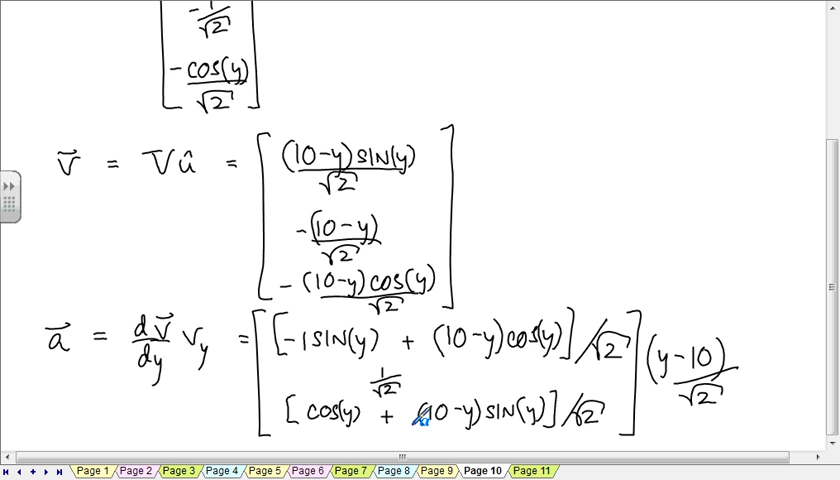 -1/√2
-cos(y)/√2
v⃗ = Vû = [(10-y)SIN(y)/√2
-(10-y)/√2
-(10-y)cos(y)/√2]
a⃗ = dv⃗/dy Vy = [[-1SIN(y) + (10-y)cos(y)]/√2
1/√2
[cos(y) + (10-y)SIN(y)]/√2] (y-10)/√2
Page 1 Page 2 Page 3 Page 4 Page 5 Page 6 Page 7 Page 8 Page 9 Page 10 Page 11